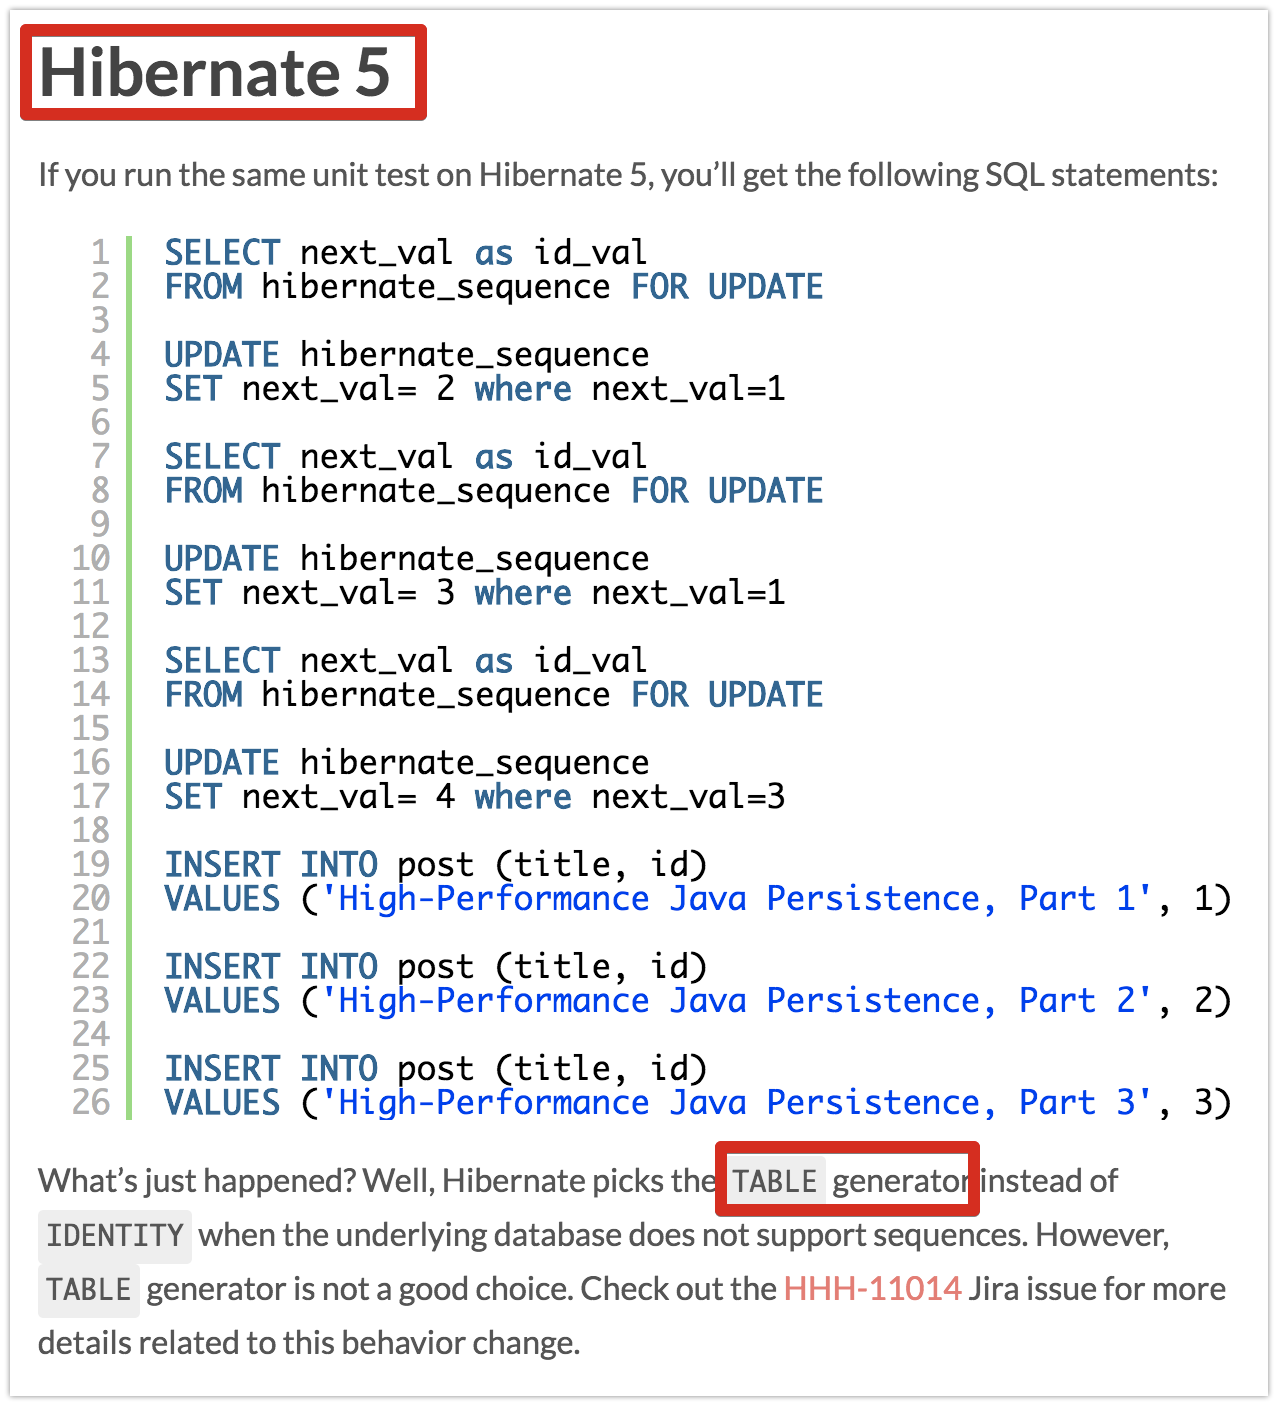 Hibernate 5
If you run the same unit test on Hibernate 5, you’ll get the following SQL statements:
1 SELECT next_val as id_val
2 FROM hibernate_sequence FOR UPDATE
3
4 UPDATE hibernate_sequence
5 SET next_val= 2 where next_val=1
6
7 SELECT next_val as id_val
8 FROM hibernate_sequence FOR UPDATE
9
10 UPDATE hibernate_sequence
11 SET next_val= 3 where next_val=1
12
13 SELECT next_val as id_val
14 FROM hibernate_sequence FOR UPDATE
15
16 UPDATE hibernate_sequence
17 SET next_val= 4 where next_val=3
18
19 INSERT INTO post (title, id)
20 VALUES ('High-Performance Java Persistence, Part 1', 1)
21
22 INSERT INTO post (title, id)
23 VALUES ('High-Performance Java Persistence, Part 2', 2)
24
25 INSERT INTO post (title, id)
26 VALUES ('High-Performance Java Persistence, Part 3', 3)
What’s just happened? Well, Hibernate picks the TABLE generator instead of
IDENTITY when the underlying database does not support sequences. However,
TABLE generator is not a good choice. Check out the HHH-11014 Jira issue for more
details related to this behavior change.